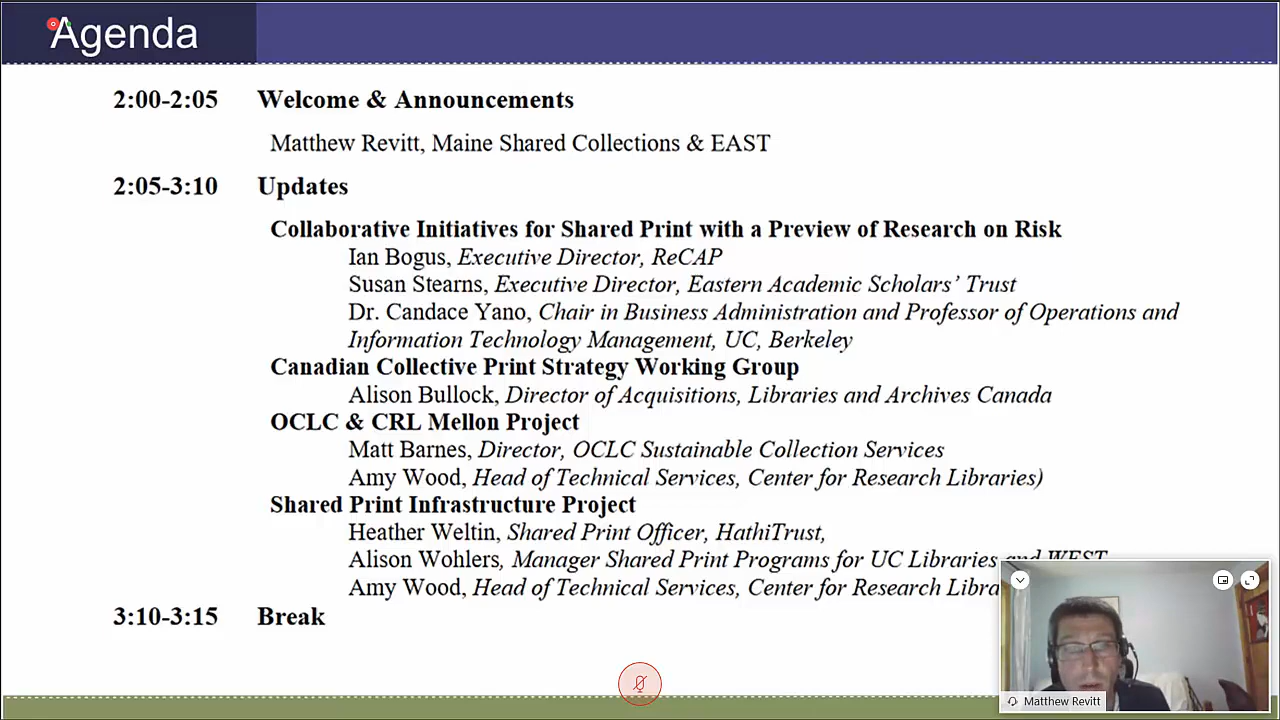 Agenda
2:00-2:05 Welcome & Announcements
Matthew Revitt, Maine Shared Collections & EAST
2:05-3:10 Updates
Collaborative Initiatives for Shared Print with a Preview of Research on Risk
Ian Bogus, Executive Director, ReCAP
Susan Stearns, Executive Director, Eastern Academic Scholars’ Trust
Dr. Candace Yano, Chair in Business Administration and Professor of Operations and
Information Technology Management, UC, Berkeley
Canadian Collective Print Strategy Working Group
Alison Bullock, Director of Acquisitions, Libraries and Archives Canada
OCLC & CRL Mellon Project
Matt Barnes, Director, OCLC Sustainable Collection Services
Amy Wood, Head of Technical Services, Center for Research Libraries)
Shared Print Infrastructure Project
Heather Weltin, Shared Print Officer, HathiTrust,
Alison Wohlers, Manager Shared Print Programs for UC Libraries and WEST
Amy Wood, Head of Technical Services, Center for Research Libra
3:10-3:15 Break
Matthew Revitt